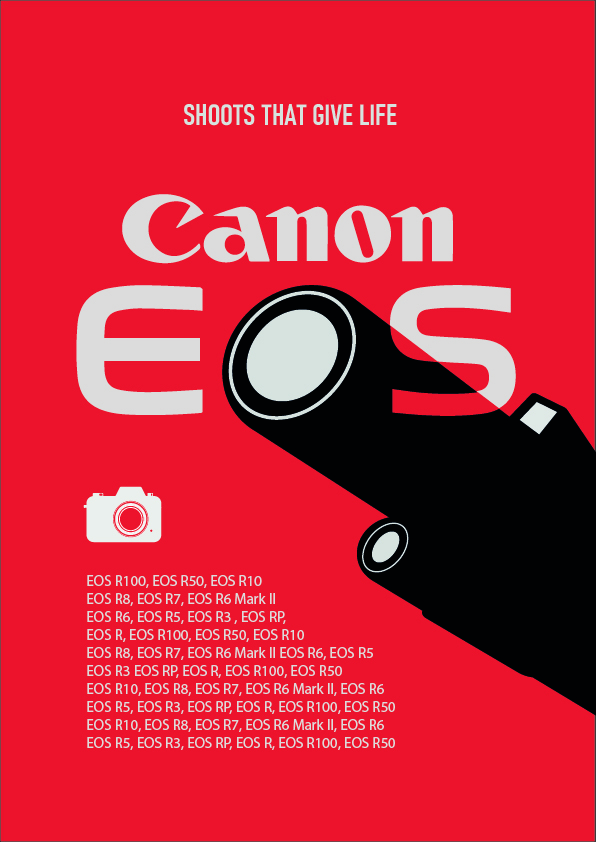 SHOOTS THAT GIVE LIFE
Canon
EOS
EOS R100, EOS R50, EOS R10
EOS R8, EOS R7, EOS R6 Mark II
EOS R6, EOS R5, EOS R3 , EOS RP,
EOS R, EOS R100, EOS R50, EOS R10
EOS R8, EOS R7, EOS R6 Mark II EOS R6, EOS R5
EOS R3 EOS RP, EOS R, EOS R100, EOS R50
EOS R10, EOS R8, EOS R7, EOS R6 Mark II, EOS R6
EOS R5, EOS R3, EOS RP, EOS R, EOS R100, EOS R50
EOS R10, EOS R8, EOS R7, EOS R6 Mark II, EOS R6
EOS R5, EOS R3, EOS RP, EOS R, EOS R100, EOS R50